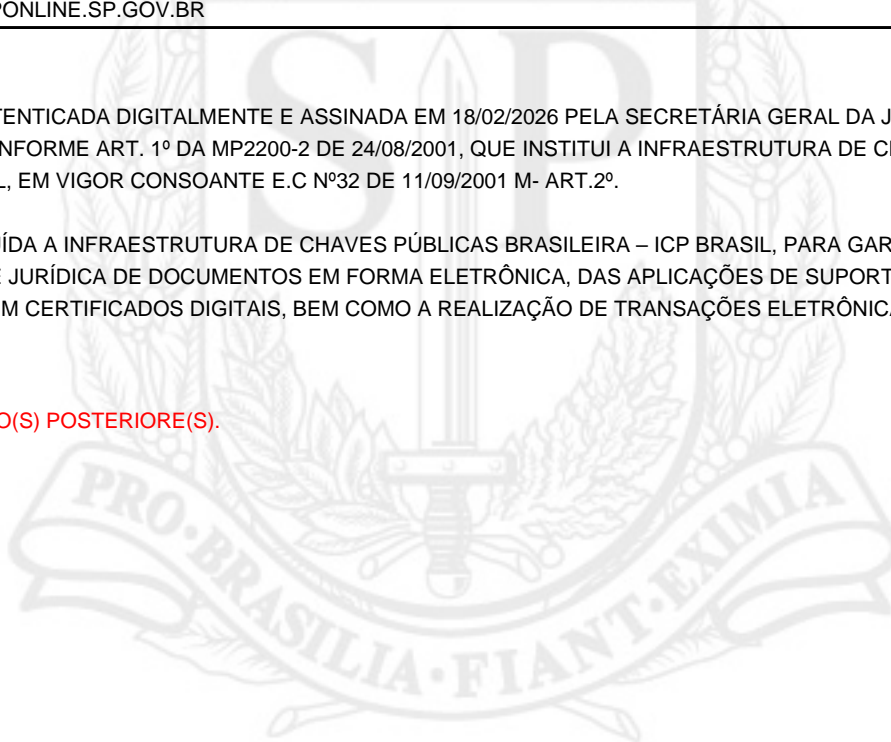 PONLINE.SP.GOV.BR
TENTICADA DIGITALMENTE E ASSINADA EM 18/02/2026 PELA SECRETÁRIA GERAL DA J
NFORME ART. 1º DA MP2200-2 DE 24/08/2001, QUE INSTITUI A INFRAESTRUTURA DE C
L, EM VIGOR CONSOANTE E.C Nº32 DE 11/09/2001 M- ART.2º.
ÍDA A INFRAESTRUTURA DE CHAVES PÚBLICAS BRASILEIRA – ICP BRASIL, PARA GAR
E JURÍDICA DE DOCUMENTOS EM FORMA ELETRÔNICA, DAS APLICAÇÕES DE SUPORT
M CERTIFICADOS DIGITAIS, BEM COMO A REALIZAÇÃO DE TRANSAÇÕES ELETRÔNICA
O(S) POSTERIORE(S).
SP
PRO·BRASILIA·FIANT·EXIMIA